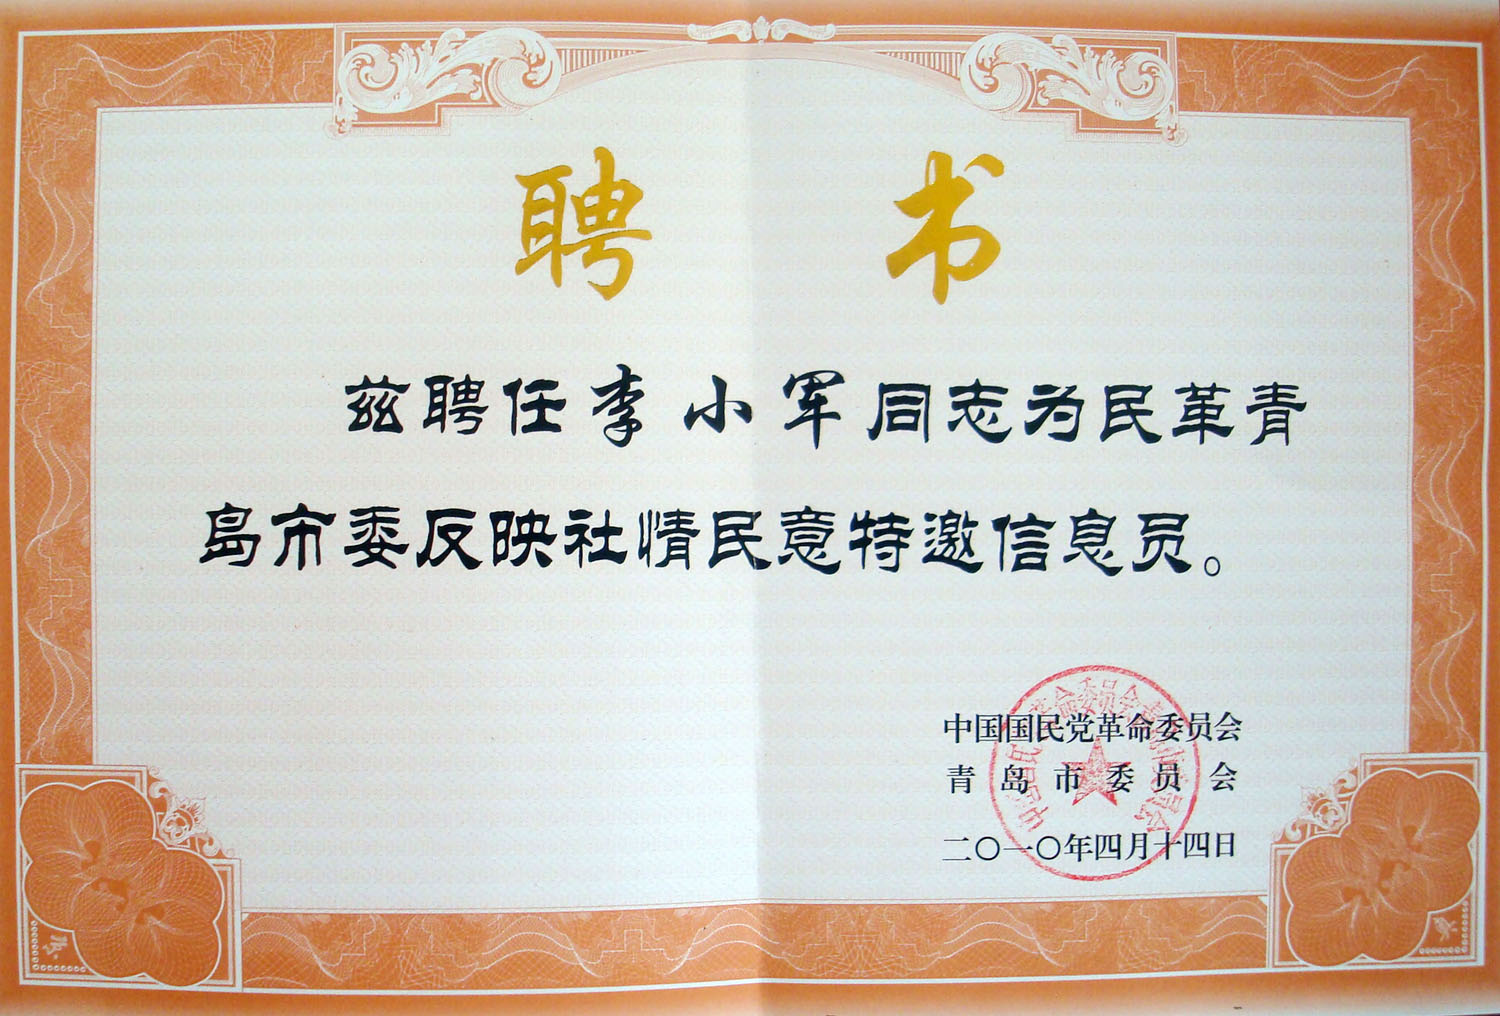 聘书
兹聘任李小军同志为民革青
岛市委反映社情民意特邀信息员。
中国国民党革命委员会
青岛市委员会
二〇一〇年四月十四日